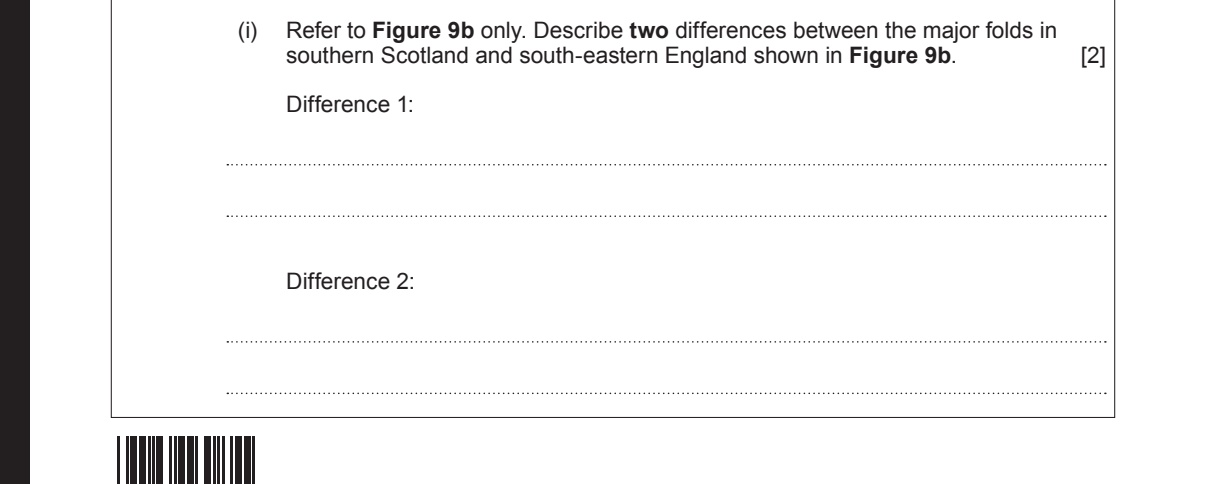 (i) Refer to Figure 9b only. Describe two differences between the major folds in
southern Scotland and south-eastern England shown in Figure 9b. [2]
Difference 1:
Difference 2: